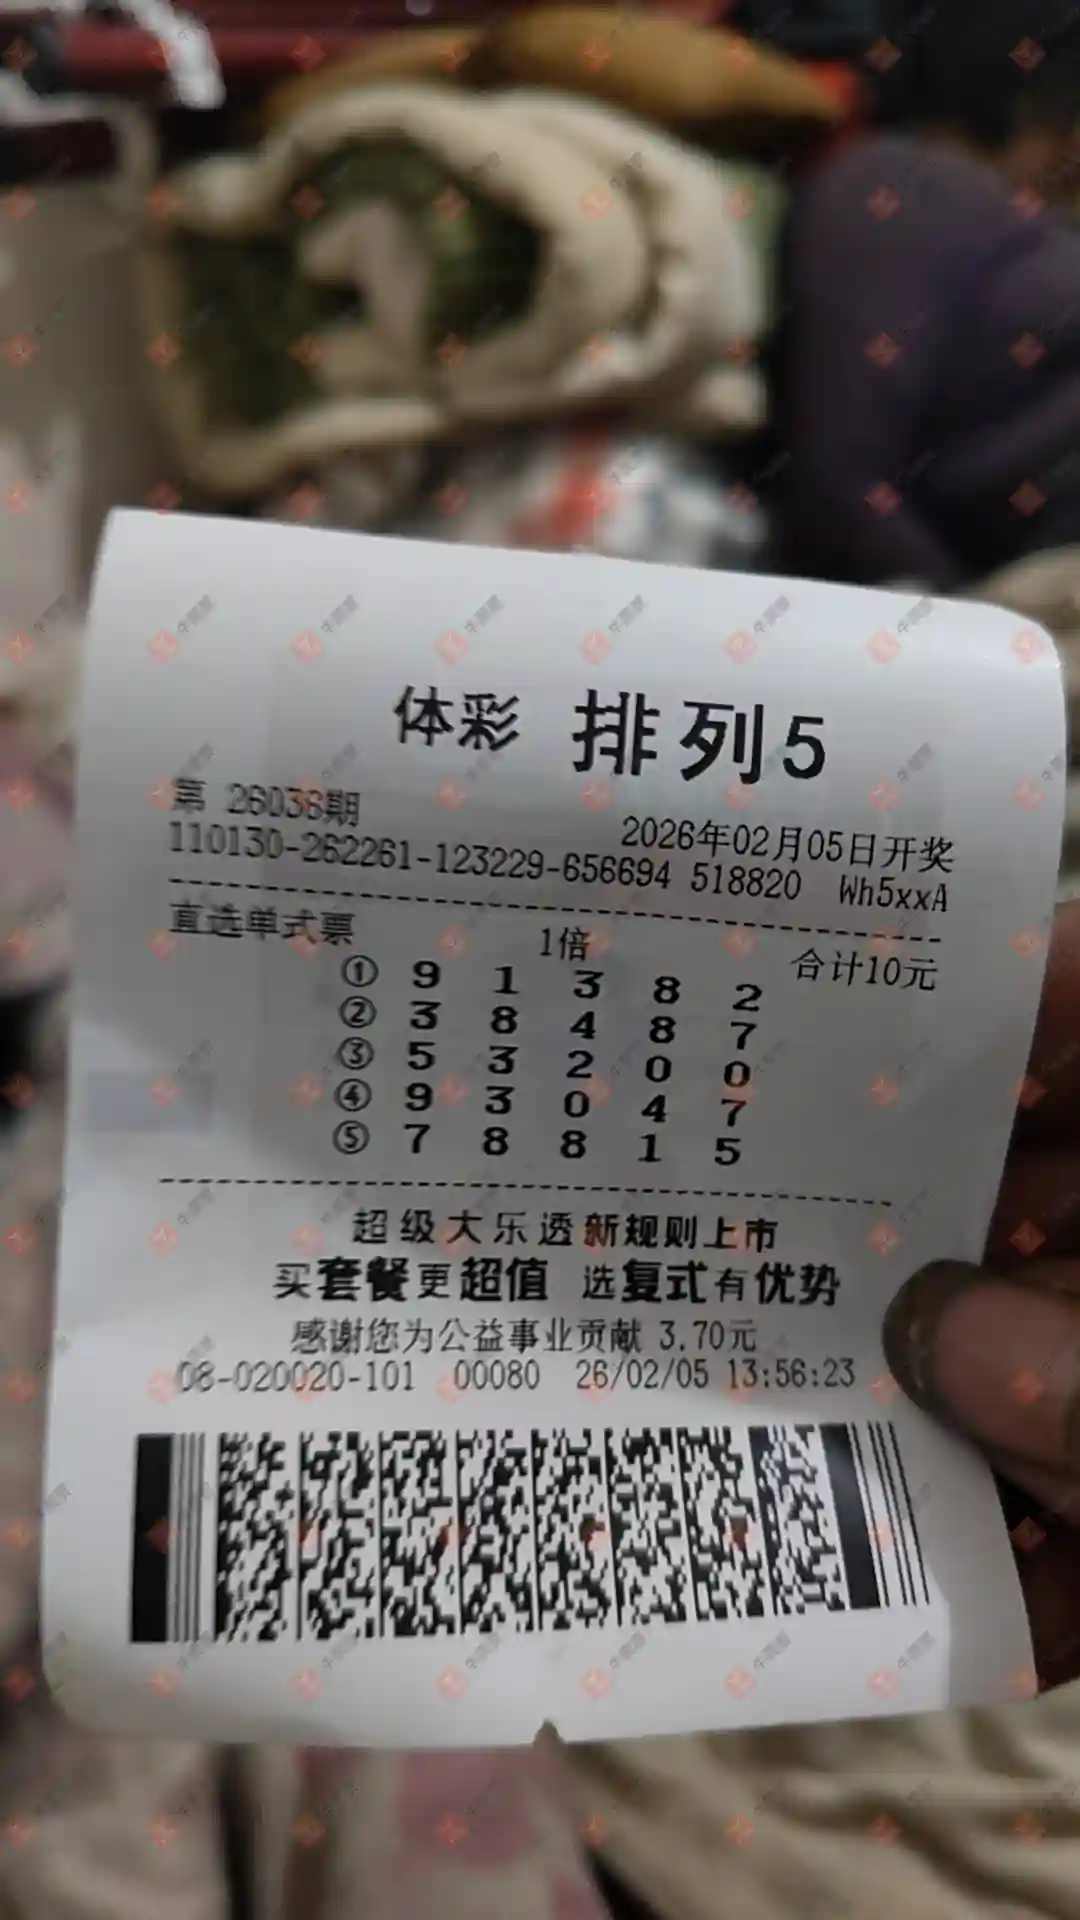 体彩 排列5
第 26036期
2026年02月05日开奖
110130-262261-123229-656694 518820 Wh5xxA
直选单式票 1倍 合计10元
① 9 1 3 8 2
② 3 8 4 8 7
③ 5 3 2 0 0
④ 9 3 0 4 7
⑤ 7 8 8 1 5
超级大乐透新规则上市
买套餐更超值 选复式有优势
感谢您为公益事业贡献 3.70元
08-020020-101 00080 26/02/05 13:56:23